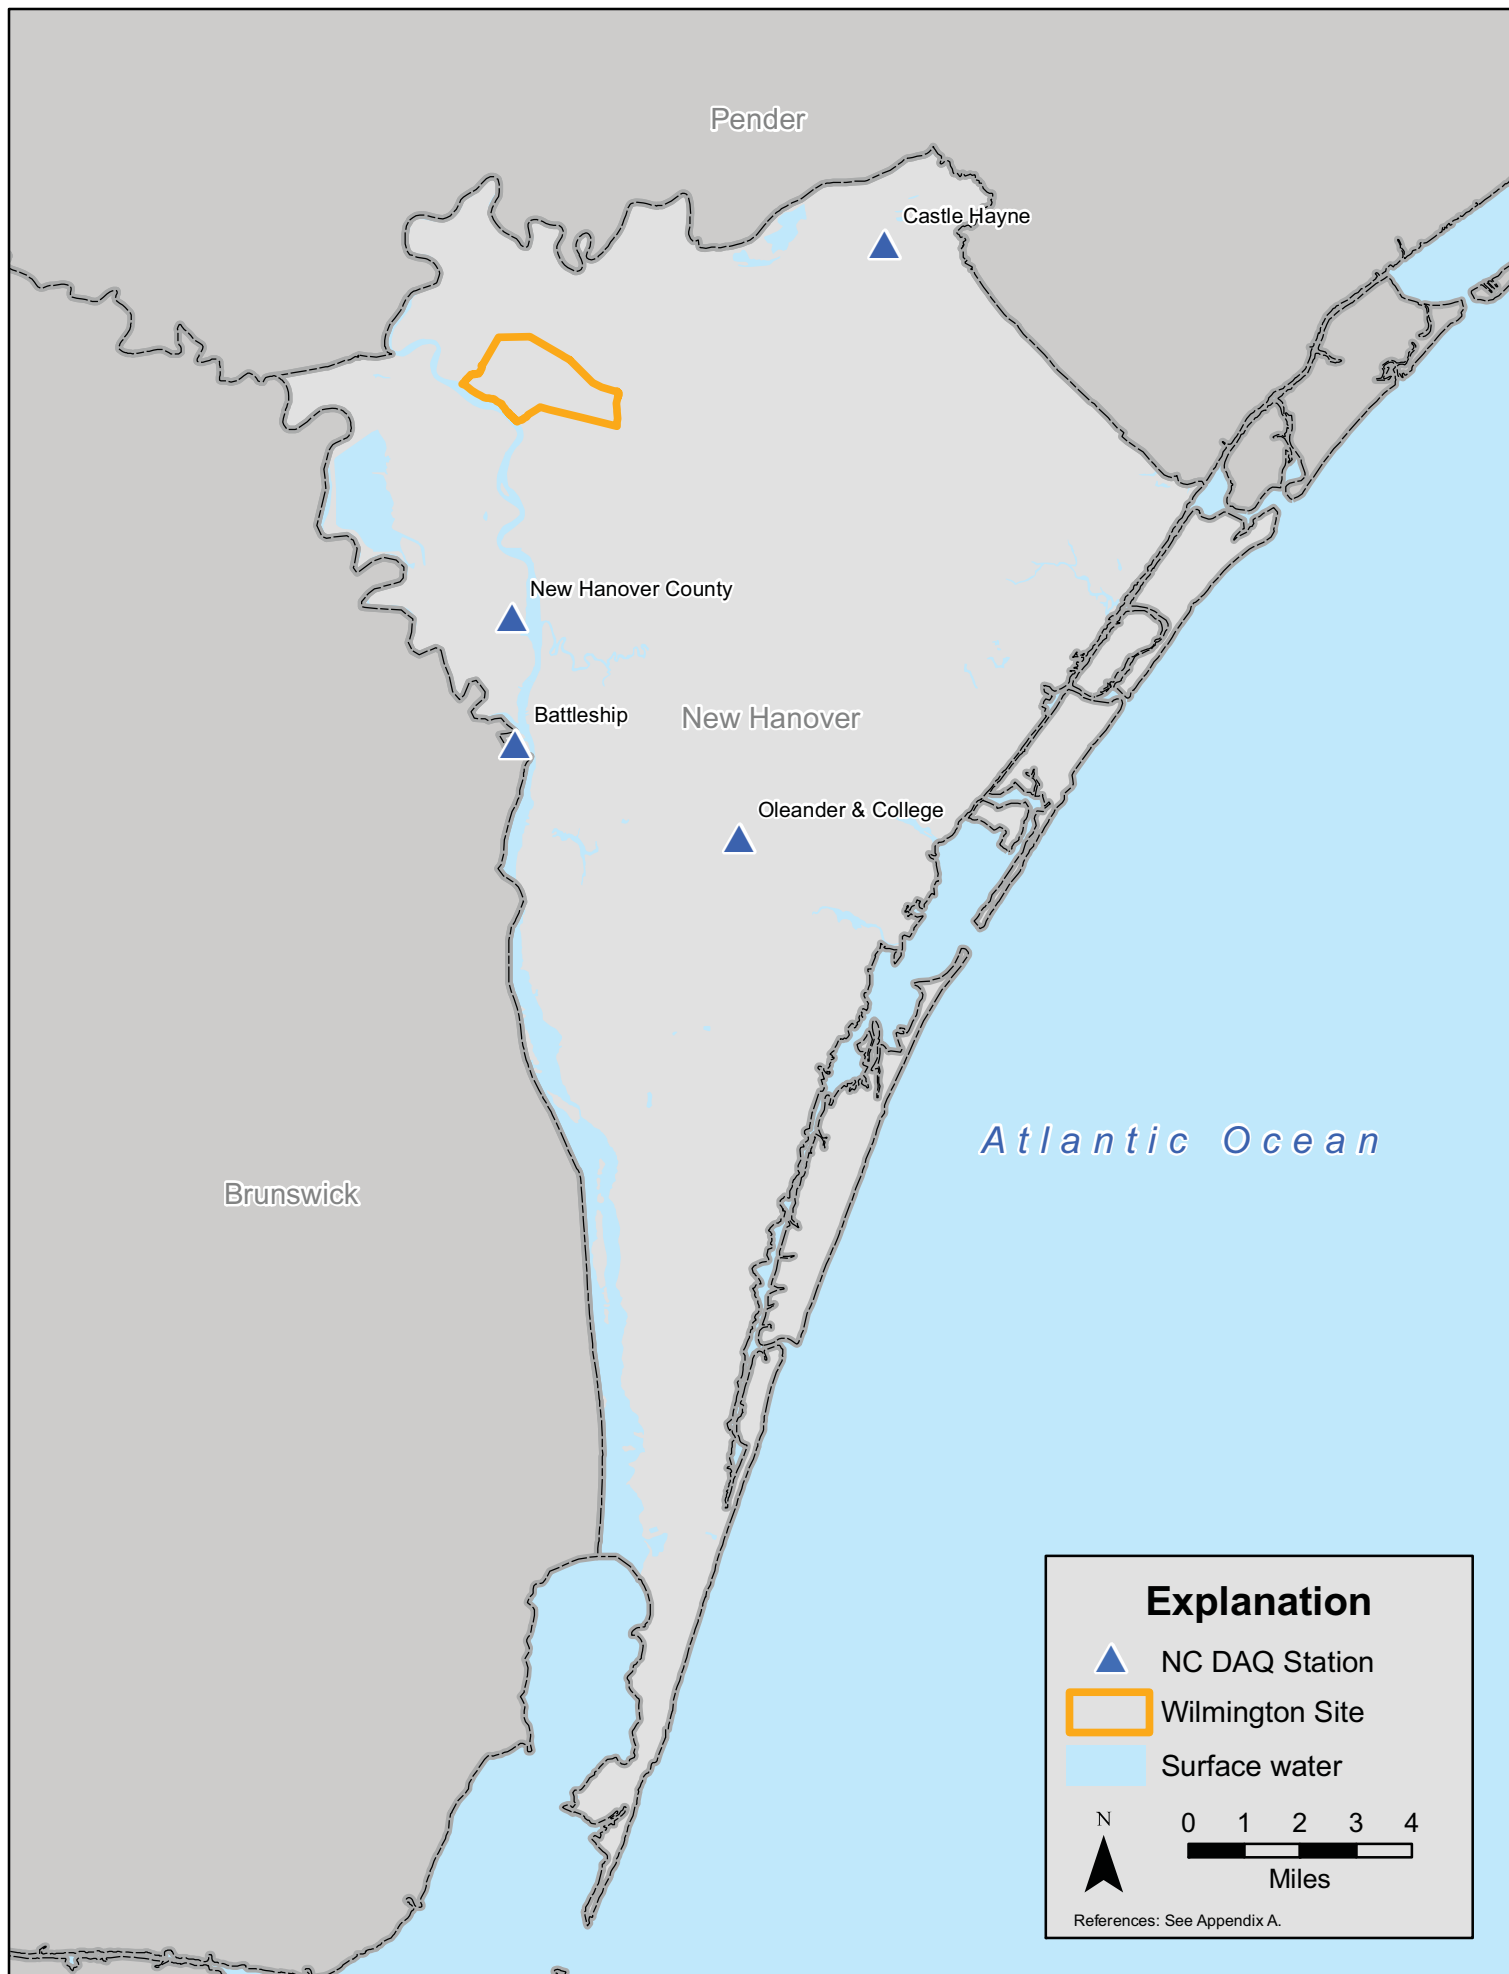 Pender
Castle Hayne
New Hanover County
Battleship
New Hanover
Oleander & College
Atlantic Ocean
Brunswick
Explanation
NC DAQ Station
Wilmington Site
Surface water
N
0 1 2 3 4
Miles
References: See Appendix A.